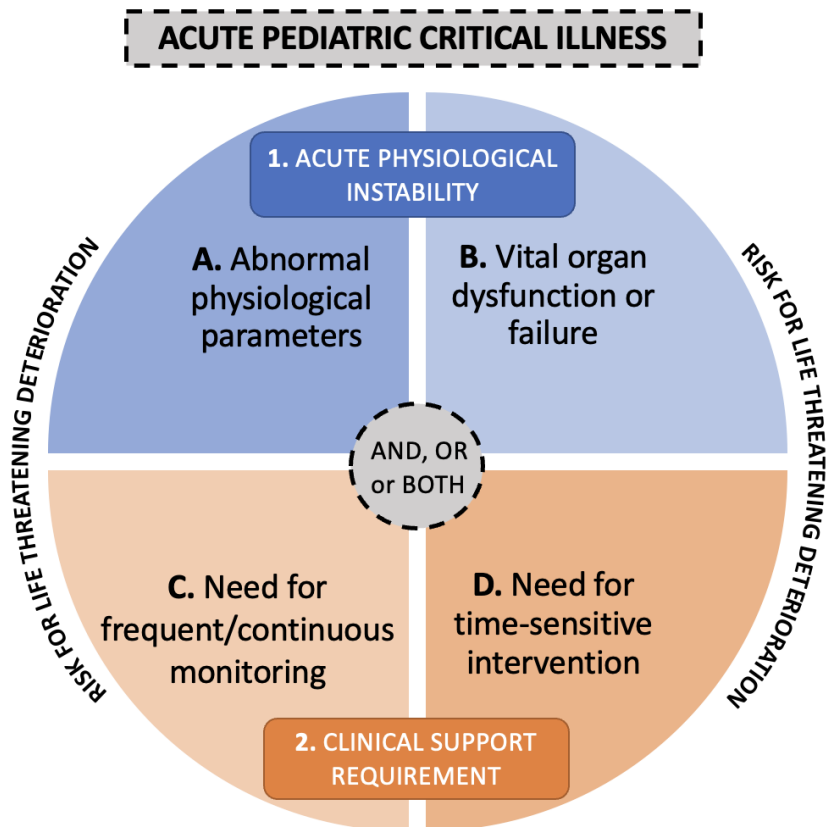 ACUTE PEDIATRIC CRITICAL ILLNESS
1. ACUTE PHYSIOLOGICAL
INSTABILITY
A. Abnormal
physiological
parameters
B. Vital organ
dysfunction or
failure
RISK FOR LIFE THREATENING DETERIORATION
RISK FOR LIFE THREATENING DETERIORATION
AND, OR
or BOTH
C. Need for
frequent/continuous
monitoring
D. Need for
time-sensitive
intervention
2. CLINICAL SUPPORT
REQUIREMENT